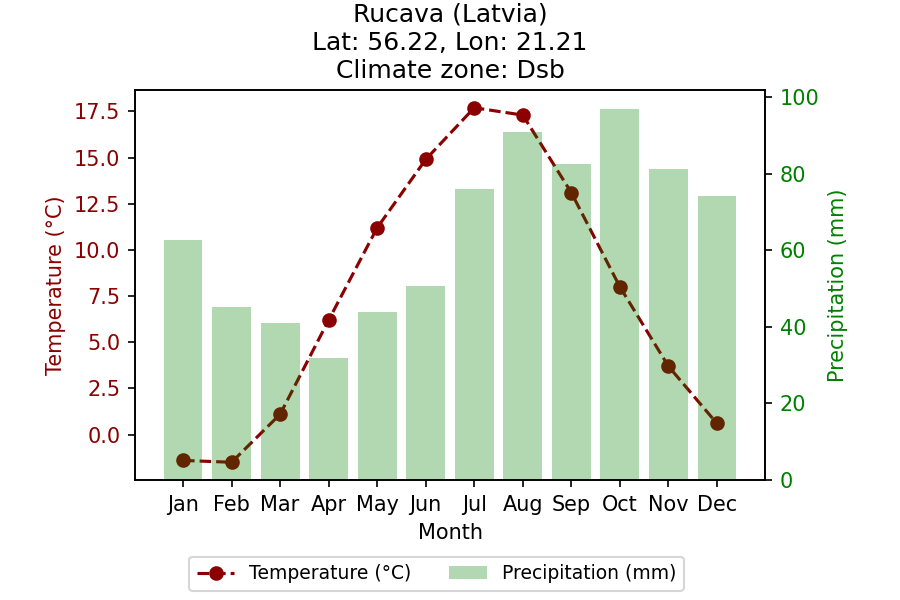 Rucava (Latvia)
Lat: 56.22, Lon: 21.21
Climate zone: Dsb
Temperature (°C)
17.5
15.0
12.5
10.0
7.5
5.0
2.5
0.0
100
80
60
40
20
0
Precipitation (mm)
Jan Feb Mar Apr May Jun Jul Aug Sep Oct Nov Dec
Month
Temperature (°C) Precipitation (mm)